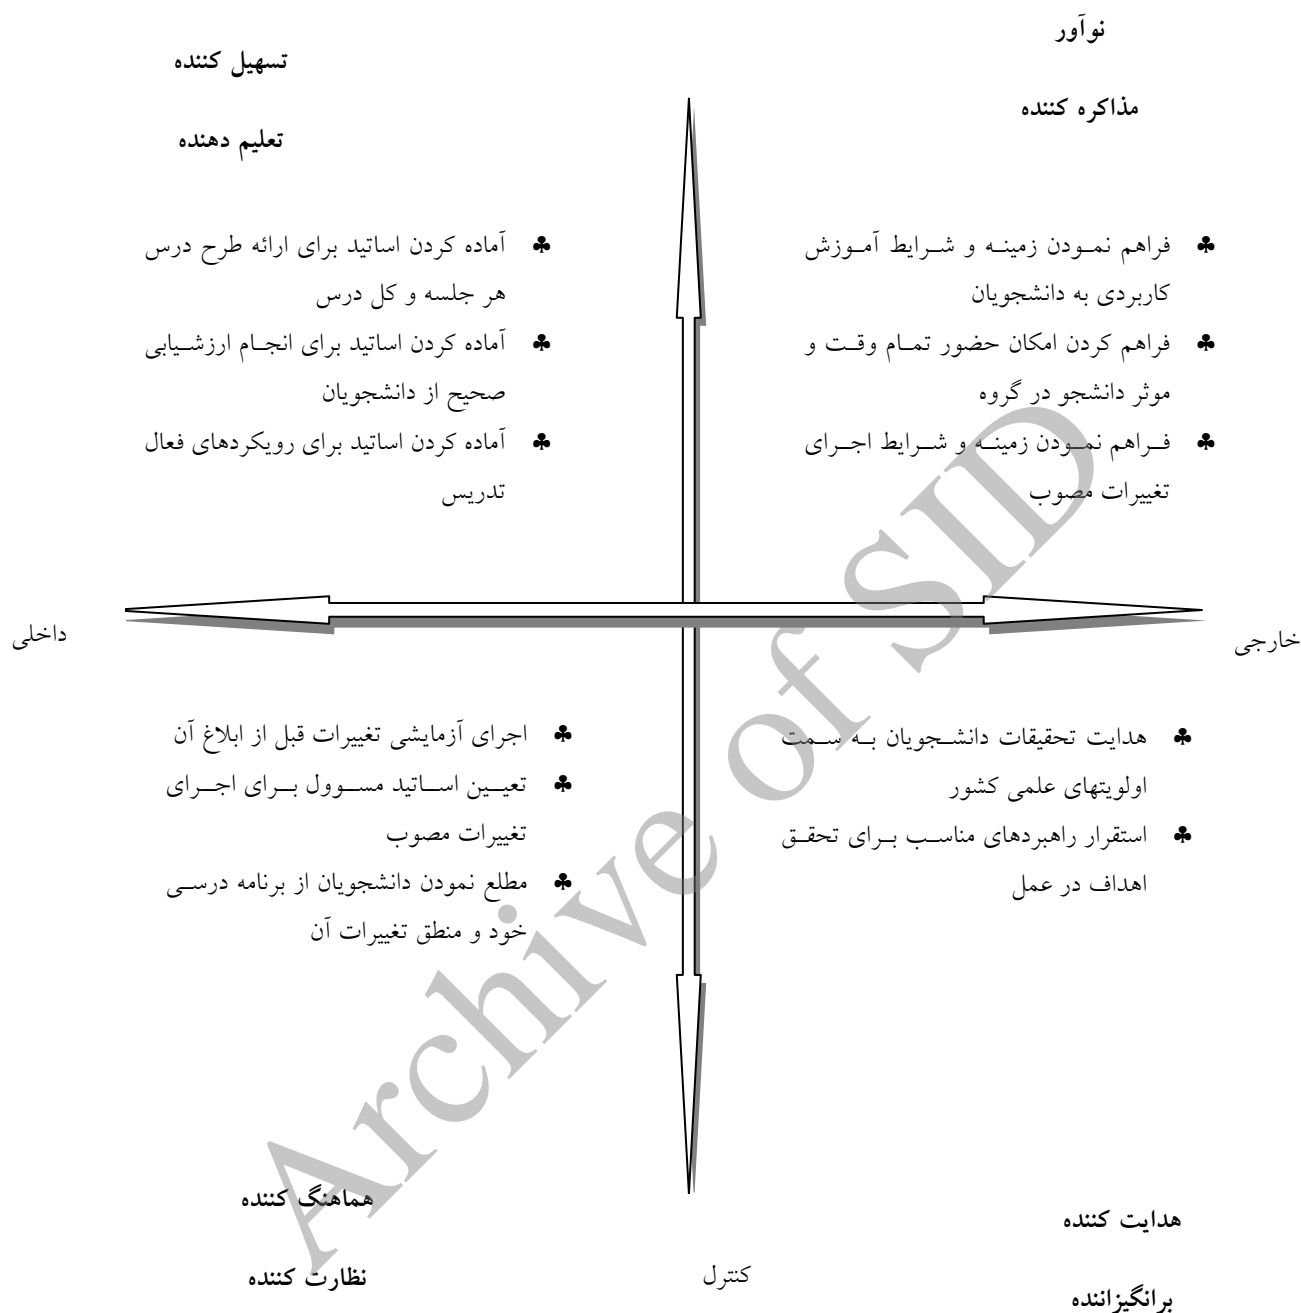 نوآور
مذاکره کننده
تسهیل کننده
تعلیم دهنده
♣ فراهم نمودن زمینه و شرایط آموزش
کاربردی به دانشجویان
♣ فراهم کردن امکان حضور تمام وقت و
موثر دانشجو در گروه
♣ فراهم نمودن زمینه و شرایط اجرای
تغییرات مصوب
♣ آماده کردن اساتید برای ارائه طرح درس
هر جلسه و کل درس
♣ آماده کردن اساتید برای انجام ارزشیابی
صحیح از دانشجویان
♣ آماده کردن اساتید برای رویکردهای فعال
تدریس
خارجی
داخلی
♣ هدایت تحقیقات دانشجویان به سمت
اولویتهای علمی کشور
♣ استقرار راهبردهای مناسب برای تحقق
اهداف در عمل
♣ اجرای آزمایشی تغییرات قبل از ابلاغ آن
♣ تعیین اساتید مسوول برای اجرای
تغییرات مصوب
♣ مطلع نمودن دانشجویان از برنامه درسی
خود و منطق تغییرات آن
هدایت کننده
برانگیزاننده
کنترل
هماهنگ کننده
نظارت کننده
Archive of SID